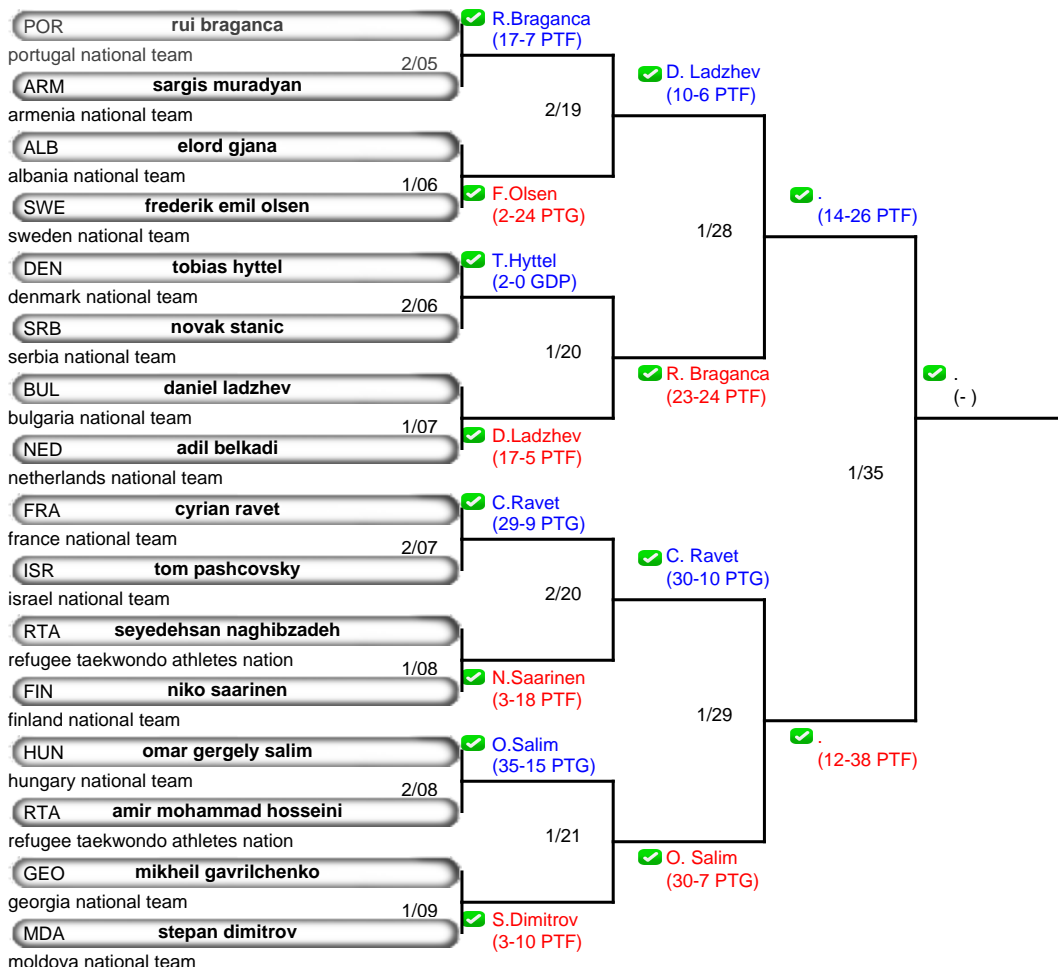 POR rui braganca
portugal national team
2/05
ARM sargis muradyan
armenia national team
ALB elord gjana
albania national team
1/06
SWE frederik emil olsen
sweden national team
DEN tobias hyttel
denmark national team
2/06
SRB novak stanic
serbia national team
BUL daniel ladzhev
bulgaria national team
1/07
NED adil belkadi
netherlands national team
FRA cyrian ravet
france national team
2/07
ISR tom pashcovsky
israel national team
RTA seyedehsan naghibzadeh
refugee taekwondo athletes nation
1/08
FIN niko saarinen
finland national team
HUN omar gergely salim
hungary national team
2/08
RTA amir mohammad hosseini
refugee taekwondo athletes nation
GEO mikheil gavrilchenko
georgia national team
1/09
MDA stepan dimitrov
moldova national team
R.Braganca
(17-7 PTF)
2/19
F.Olsen
(2-24 PTG)
T.Hyttel
(2-0 GDP)
1/20
D.Ladzhev
(17-5 PTF)
C.Ravet
(29-9 PTG)
2/20
N.Saarinen
(3-18 PTF)
O.Salim
(35-15 PTG)
1/21
S.Dimitrov
(3-10 PTF)
D. Ladzhev
(10-6 PTF)
1/28
R. Braganca
(23-24 PTF)
C. Ravet
(30-10 PTG)
1/29
O. Salim
(30-7 PTG)
.
(14-26 PTF)
1/35
.
(12-38 PTF)
.
(- )